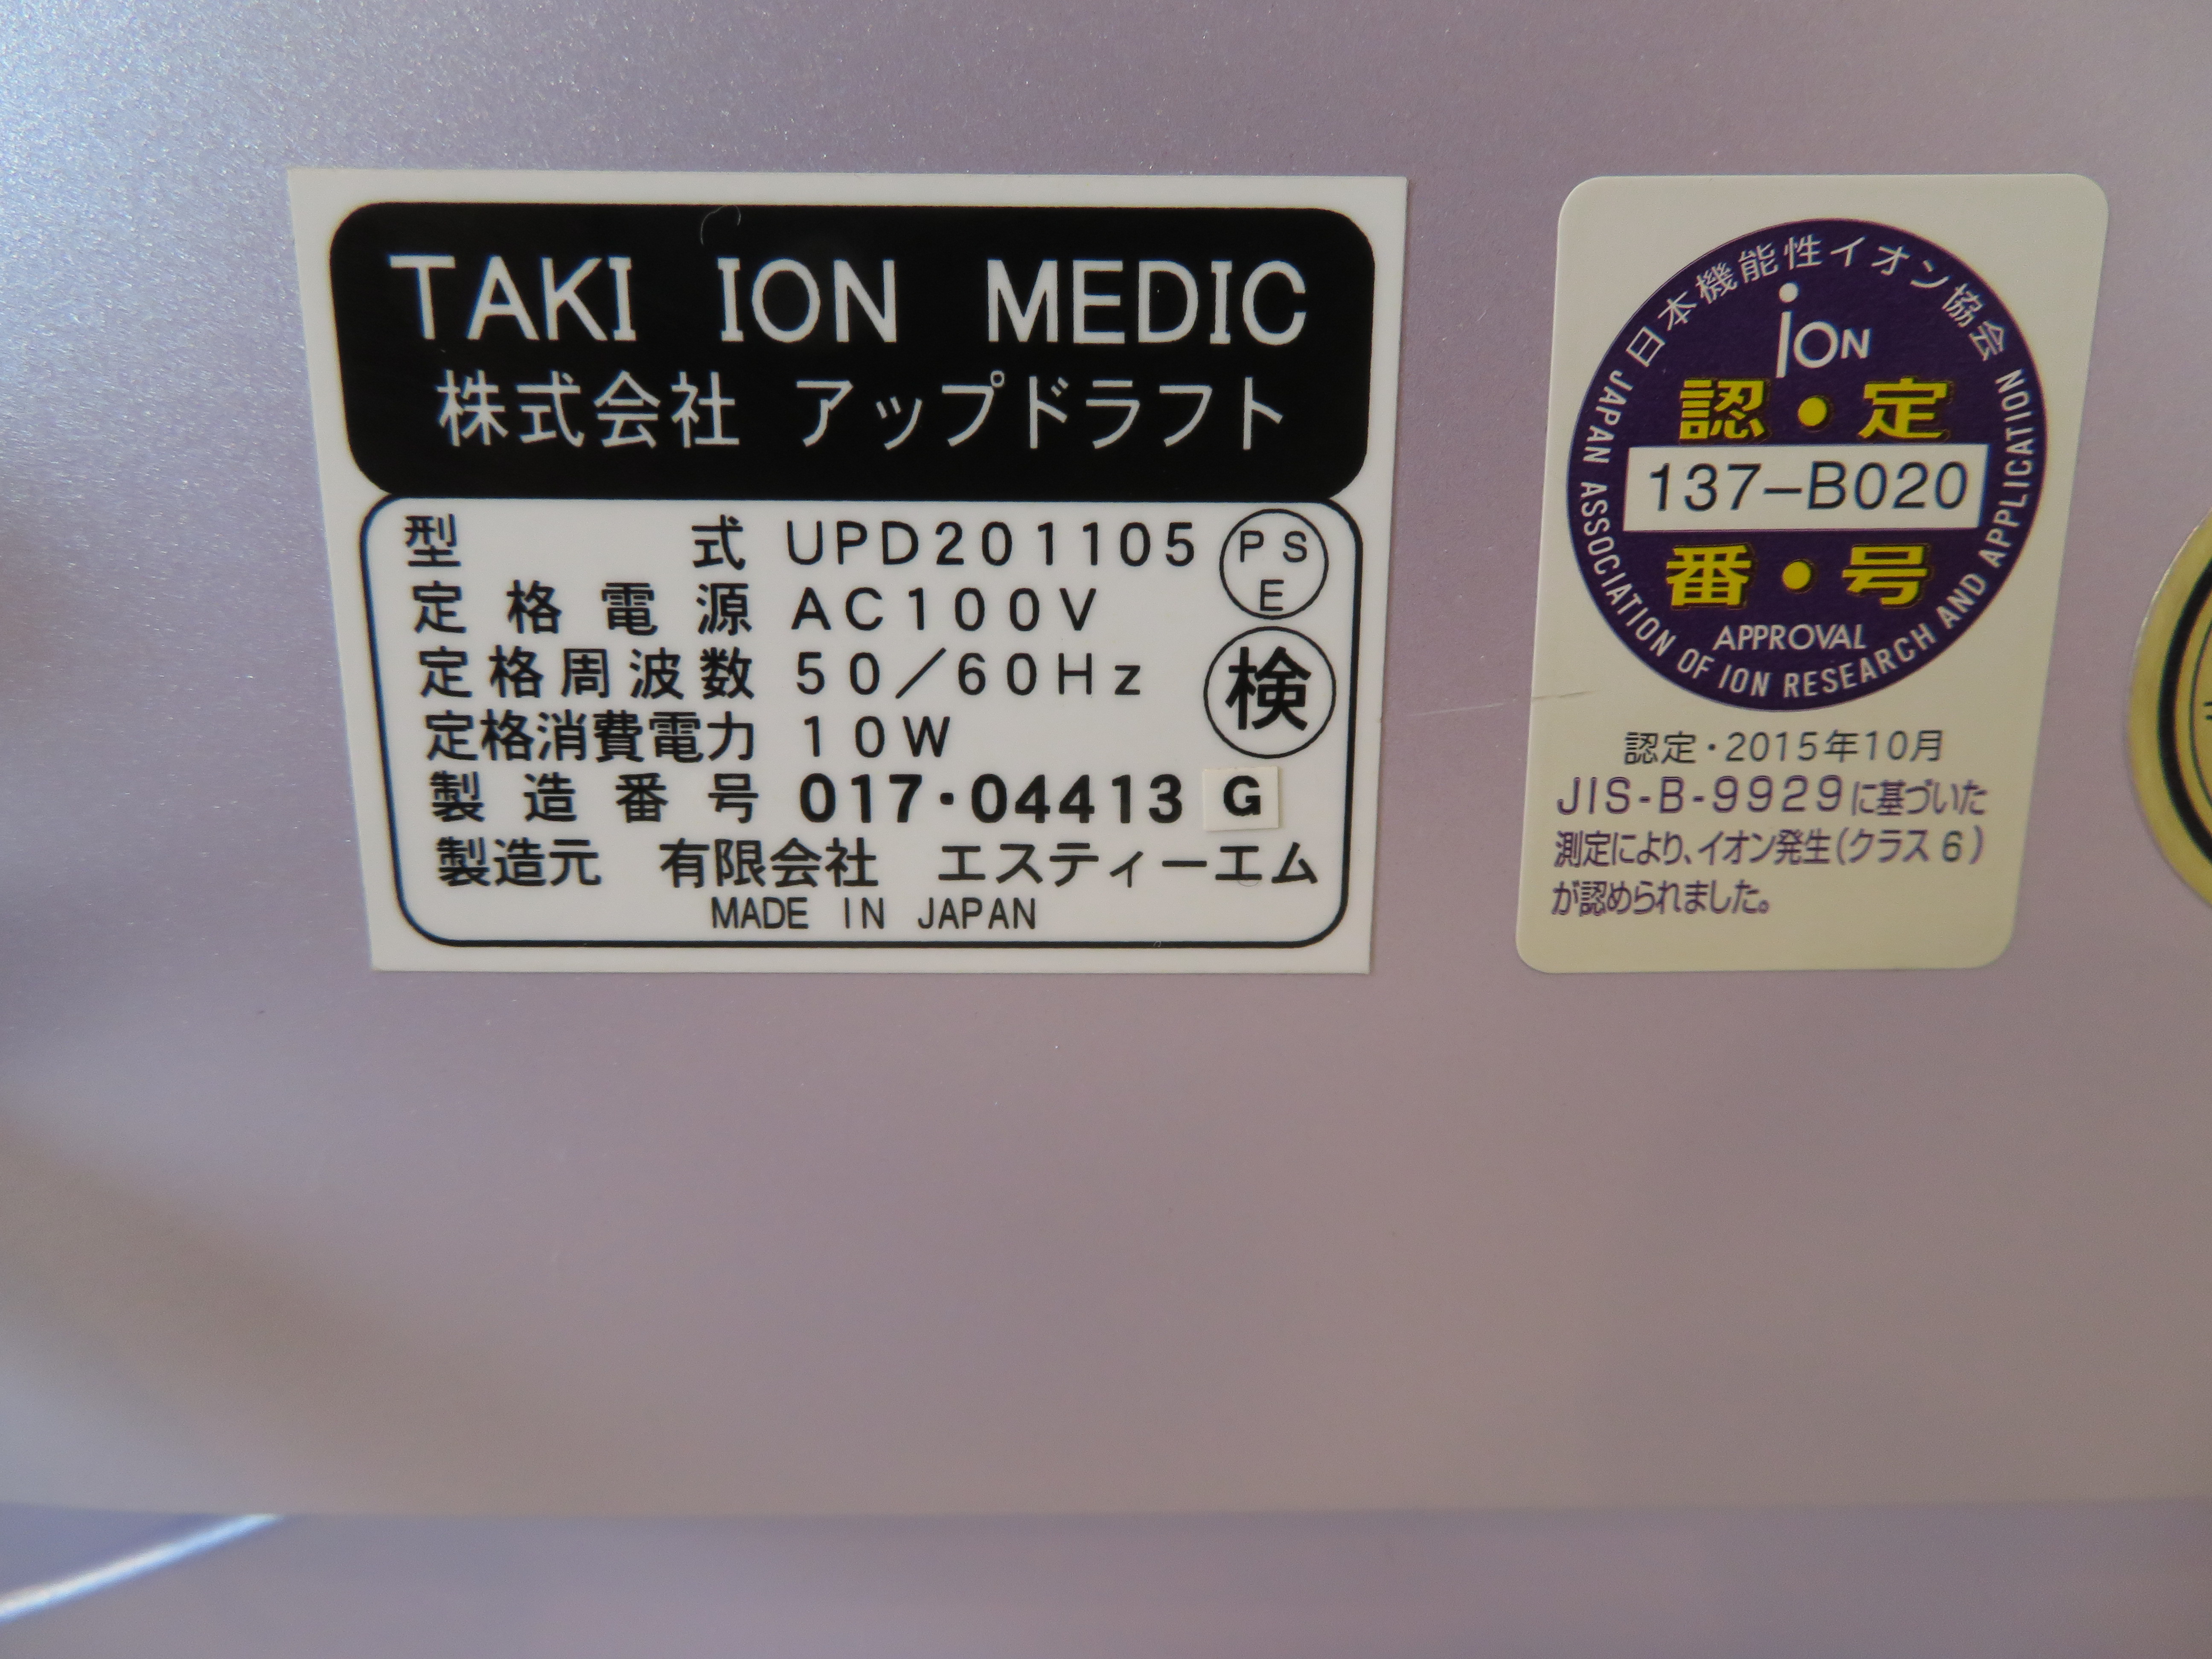 TAKI ION MEDIC
株式会社 アップドラフト
型式 UPD201105
PSE
定格電源 AC100V
定格周波数 50/60Hz
検
定格消費電力 10W
製造番号 017・04413 G
製造元 有限会社 エスティーエム
MADE IN JAPAN
日本機能性イオン協会
iON
認・定
137-B020
番・号
APPROVAL
JAPAN ASSOCIATION OF ION RESEARCH AND APPLICATION
認定・2015年10月
JIS-B-9929に基づいた
測定により、イオン発生(クラス6)
が認められました。